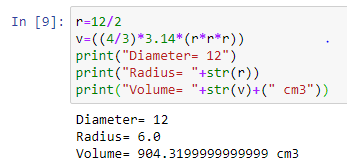 In [9]: r=12/2
v=((4/3)*3.14*(r*r*r))
print("Diameter= 12")
print("Radius= "+str(r))
print("Volume= "+str(v)+(" cm3"))
Diameter= 12
Radius= 6.0
Volume= 904.3199999999999 cm3